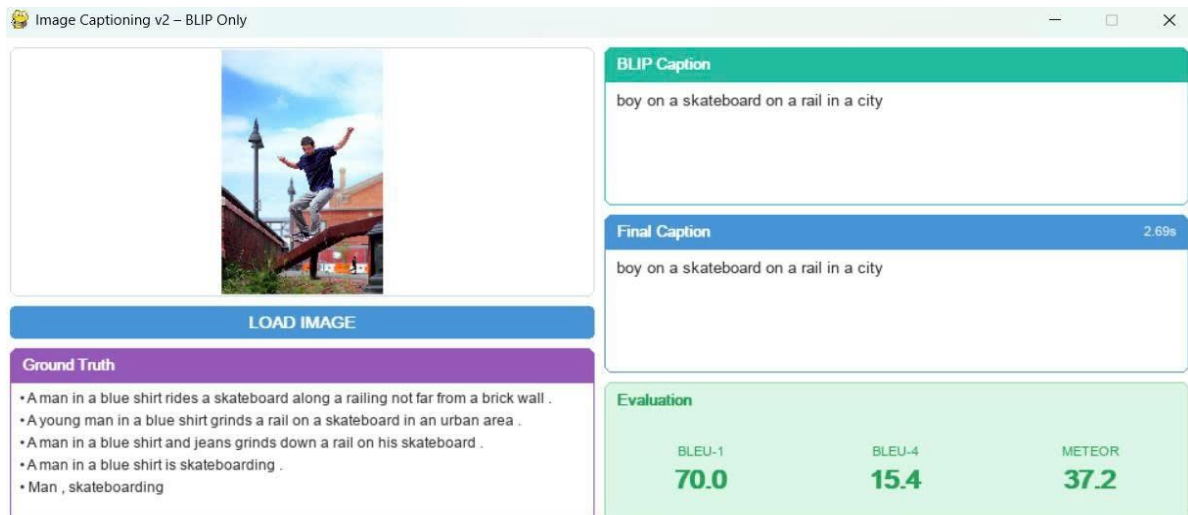 Image Captioning v2 – BLIP Only
LOAD IMAGE
Ground Truth
• A man in a blue shirt rides a skateboard along a railing not far from a brick wall .
• A young man in a blue shirt grinds a rail on a skateboard in an urban area .
• A man in a blue shirt and jeans grinds down a rail on his skateboard .
• A man in a blue shirt is skateboarding .
• Man , skateboarding
BLIP Caption
boy on a skateboard on a rail in a city
Final Caption 2.69s
boy on a skateboard on a rail in a city
Evaluation
BLEU-1 BLEU-4 METEOR
70.0 15.4 37.2